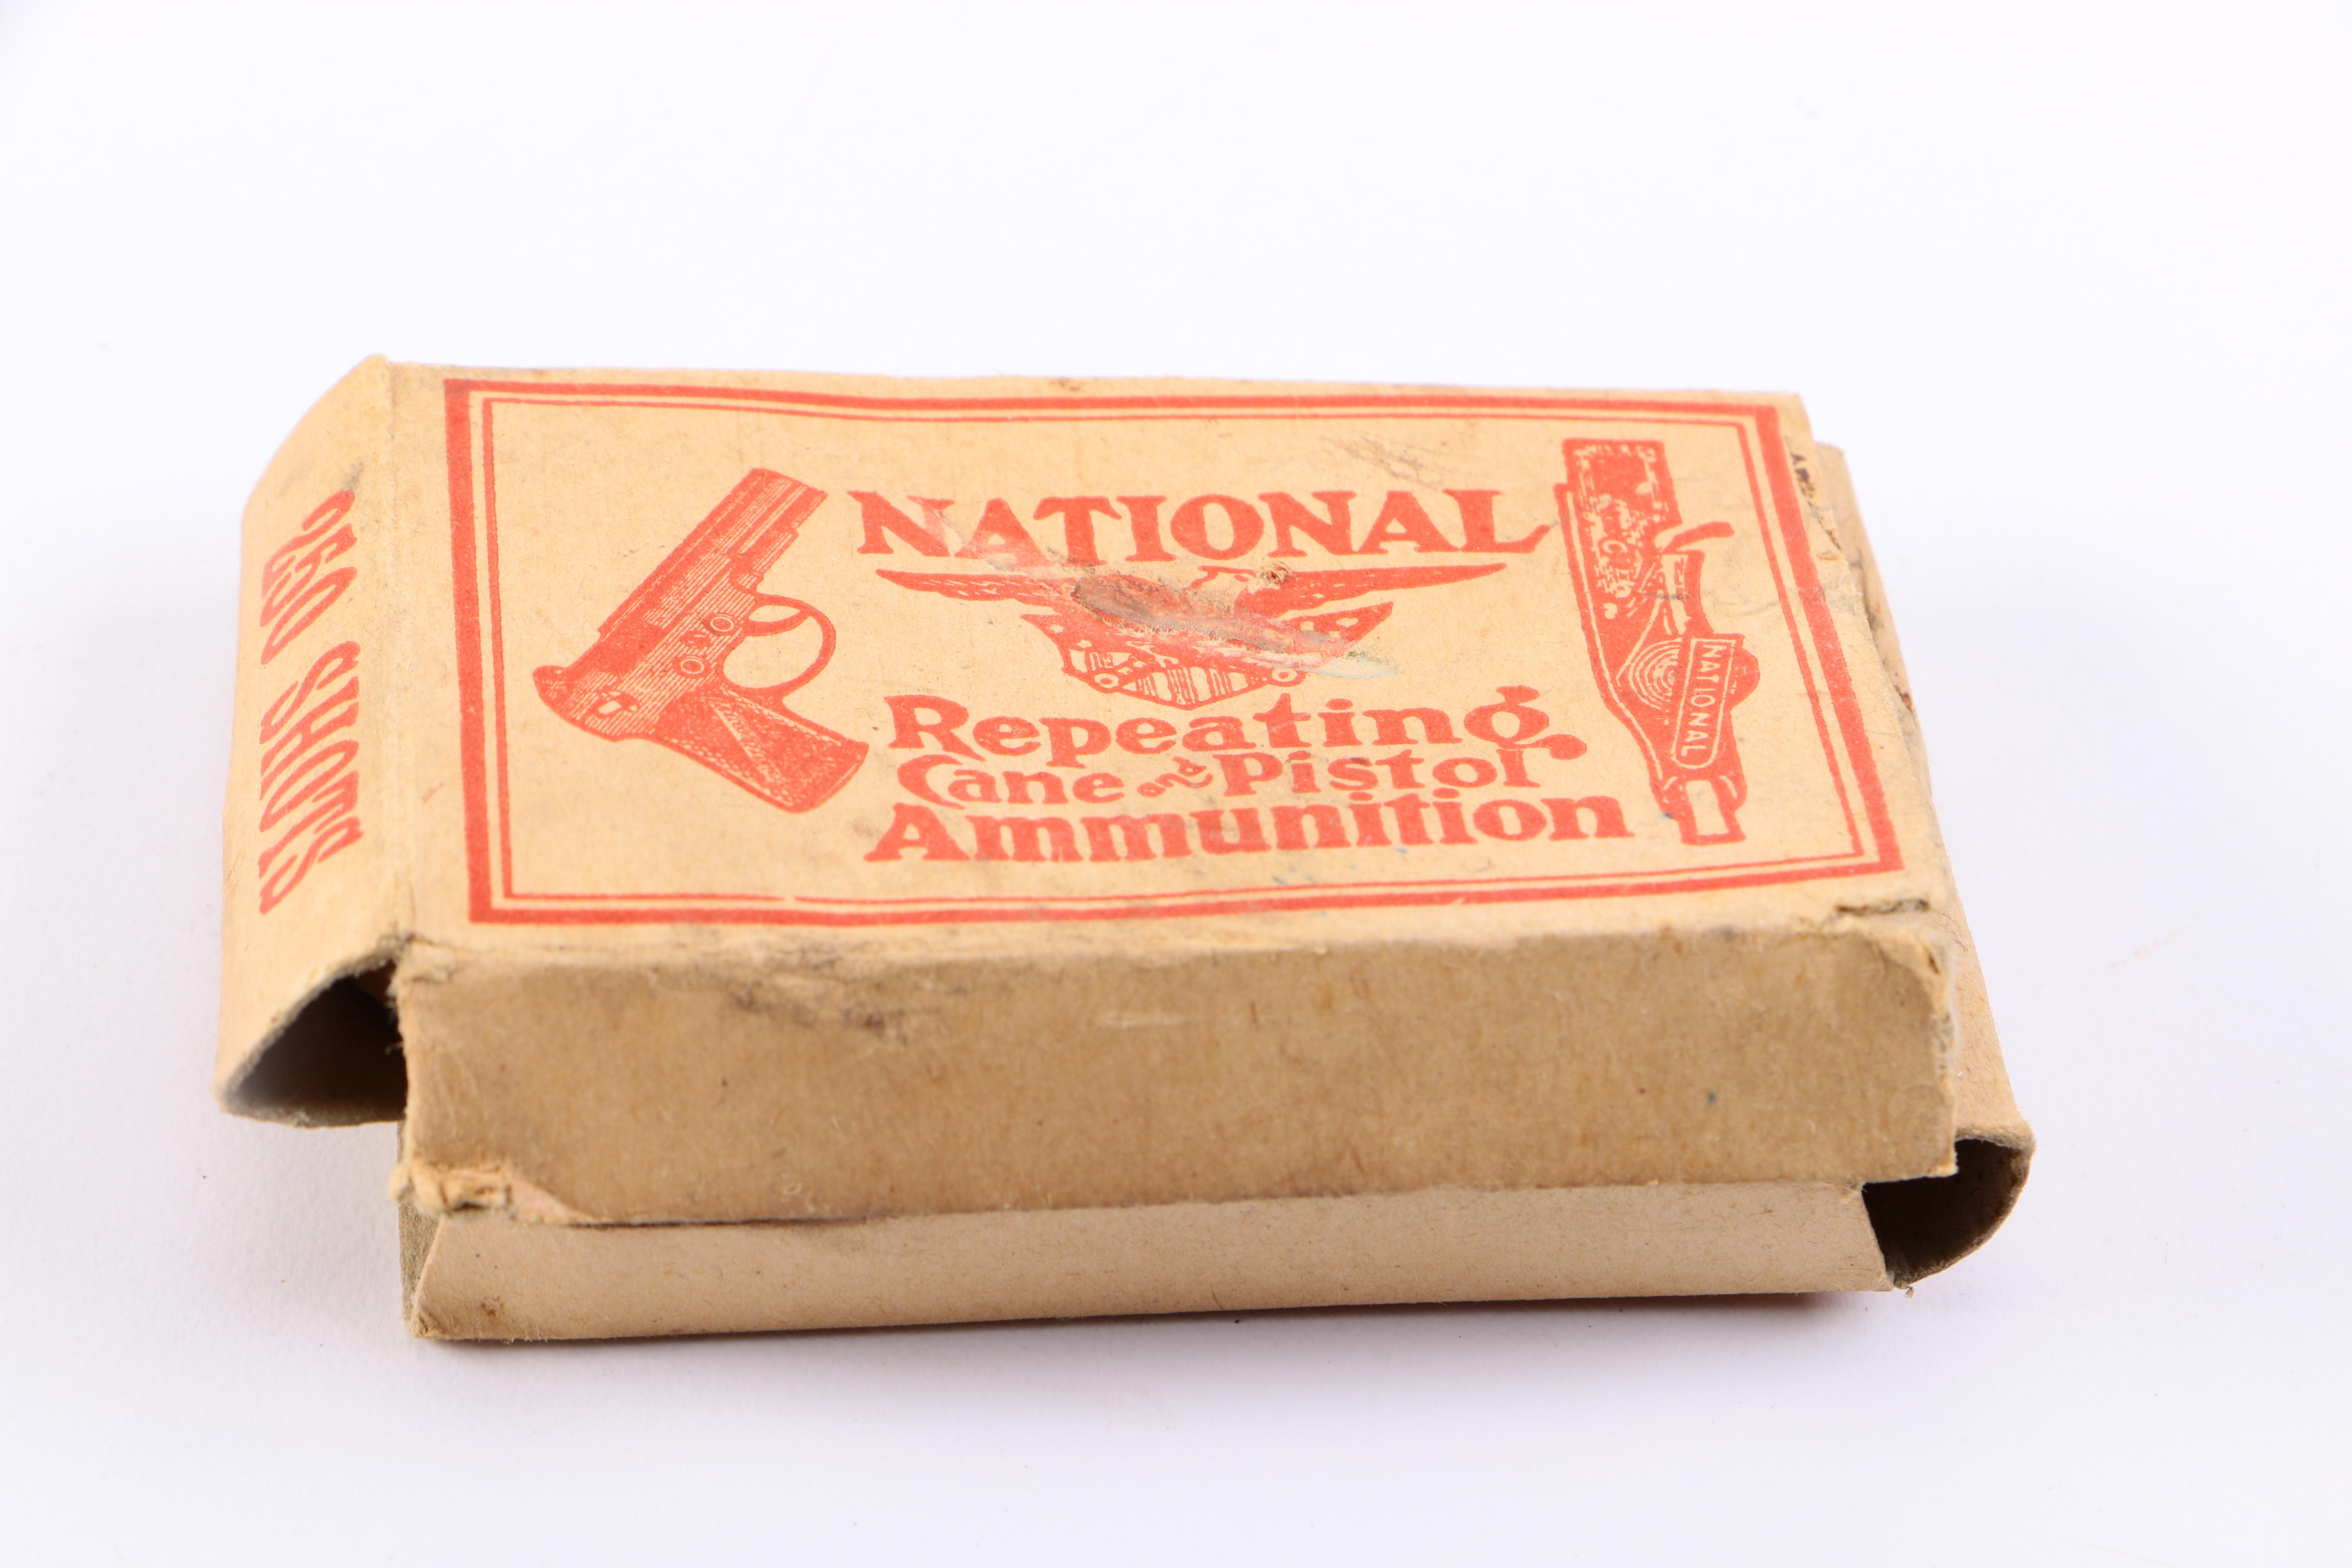 NATIONAL
Repeating
Cane and Pistol
Ammunition
NATIONAL
250 SHOTS